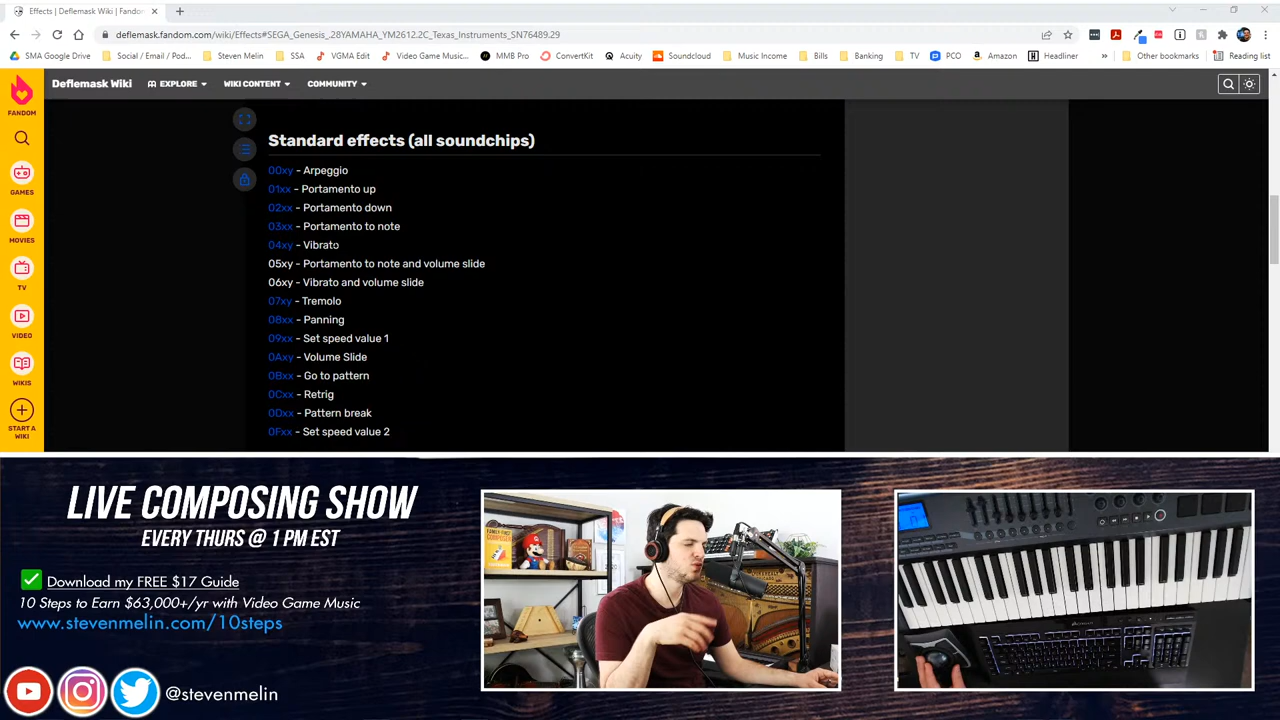 Effects | Deflemask Wiki | Fandom
deflemask.fandom.com/wiki/Effects#SEGA_Genesis_.28YAMAHA_YM2612.2C_Texas_Instruments_SN76489.29
SMA Google Drive
Social / Email / Pod...
Steven Melin
SSA
VGMA Edit
Video Game Music...
MMB Pro
ConvertKit
Acuity
Soundcloud
Music Income
Bills
Banking
TV
PCO
Amazon
Headliner
Other bookmarks
Reading list
FANDOM
GAMES
MOVIES
TV
VIDEO
WIKIS
START A
WIKI
Deflemask Wiki
EXPLORE
WIKI CONTENT
COMMUNITY
Standard effects (all soundchips)
00xy - Arpeggio
01xx - Portamento up
02xx - Portamento down
03xx - Portamento to note
04xy - Vibrato
05xy - Portamento to note and volume slide
06xy - Vibrato and volume slide
07xy - Tremolo
08xx - Panning
09xx - Set speed value 1
0Axy - Volume Slide
0Bxx - Go to pattern
0Cxx - Retrig
0Dxx - Pattern break
0Fxx - Set speed value 2
LIVE COMPOSING SHOW
EVERY THURS @ 1 PM EST
Download my FREE $17 Guide
10 Steps to Earn $63,000+/yr with Video Game Music
www.stevenmelin.com/10steps
@stevenmelin